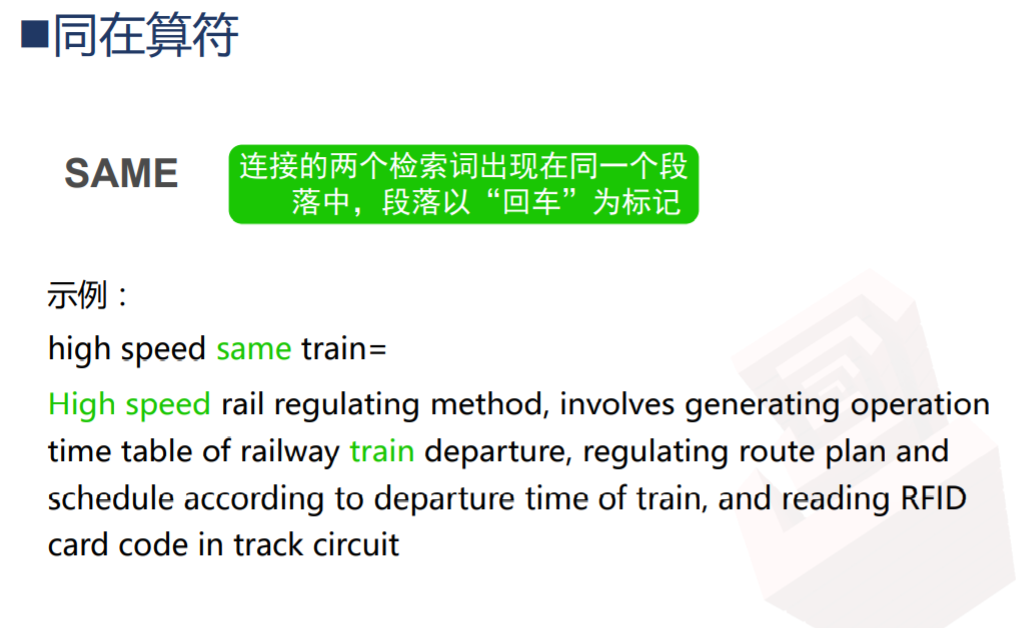 ■同在算符
SAME
连接的两个检索词出现在同一个段
落中，段落以“回车”为标记
示例：
high speed same train=
High speed rail regulating method, involves generating operation
time table of railway train departure, regulating route plan and
schedule according to departure time of train, and reading RFID
card code in track circuit